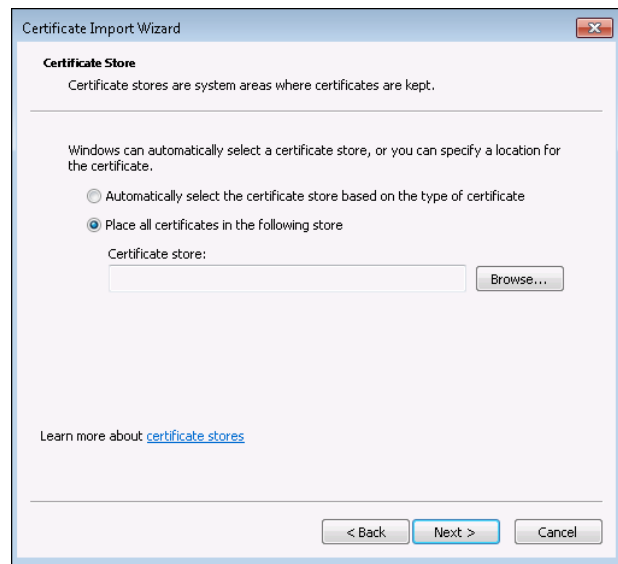 Certificate Import Wizard
Certificate Store
Certificate stores are system areas where certificates are kept.
Windows can automatically select a certificate store, or you can specify a location for
the certificate.
Automatically select the certificate store based on the type of certificate
Place all certificates in the following store
Certificate store:
Browse...
Learn more about certificate stores
< Back Next > Cancel